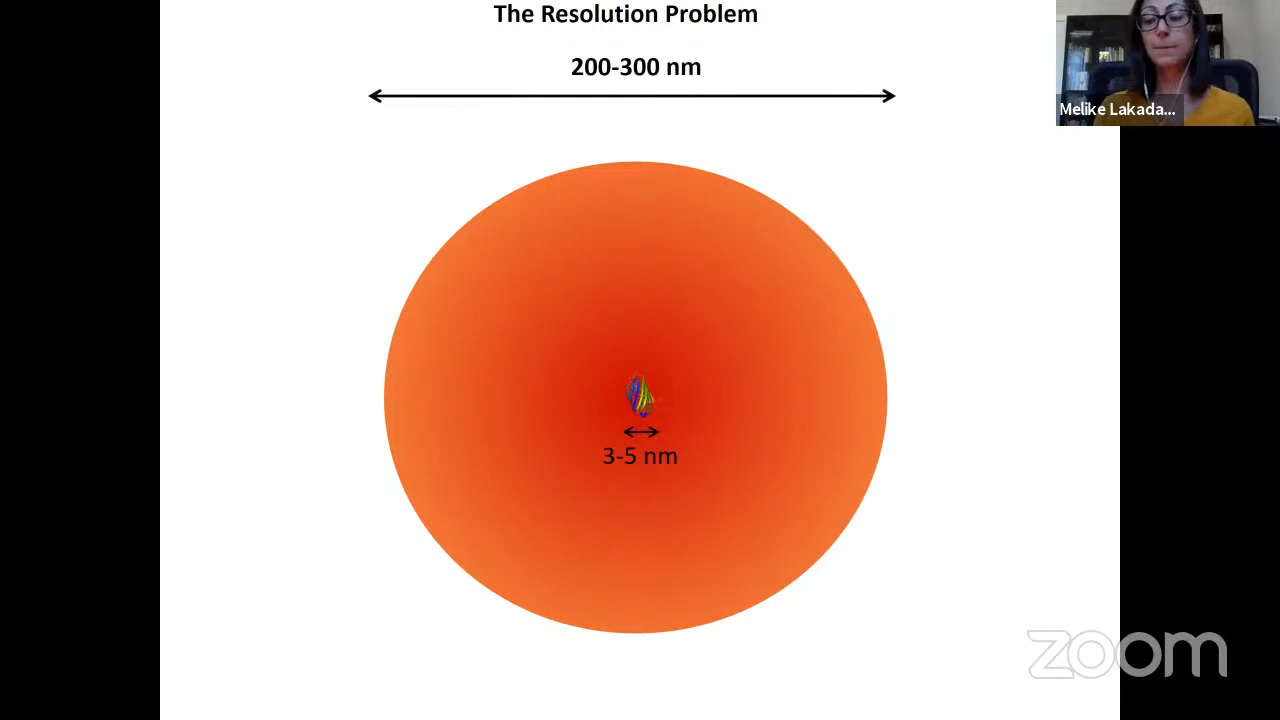 The Resolution Problem
200-300 nm
Melike Lakada...
3-5 nm
zoom